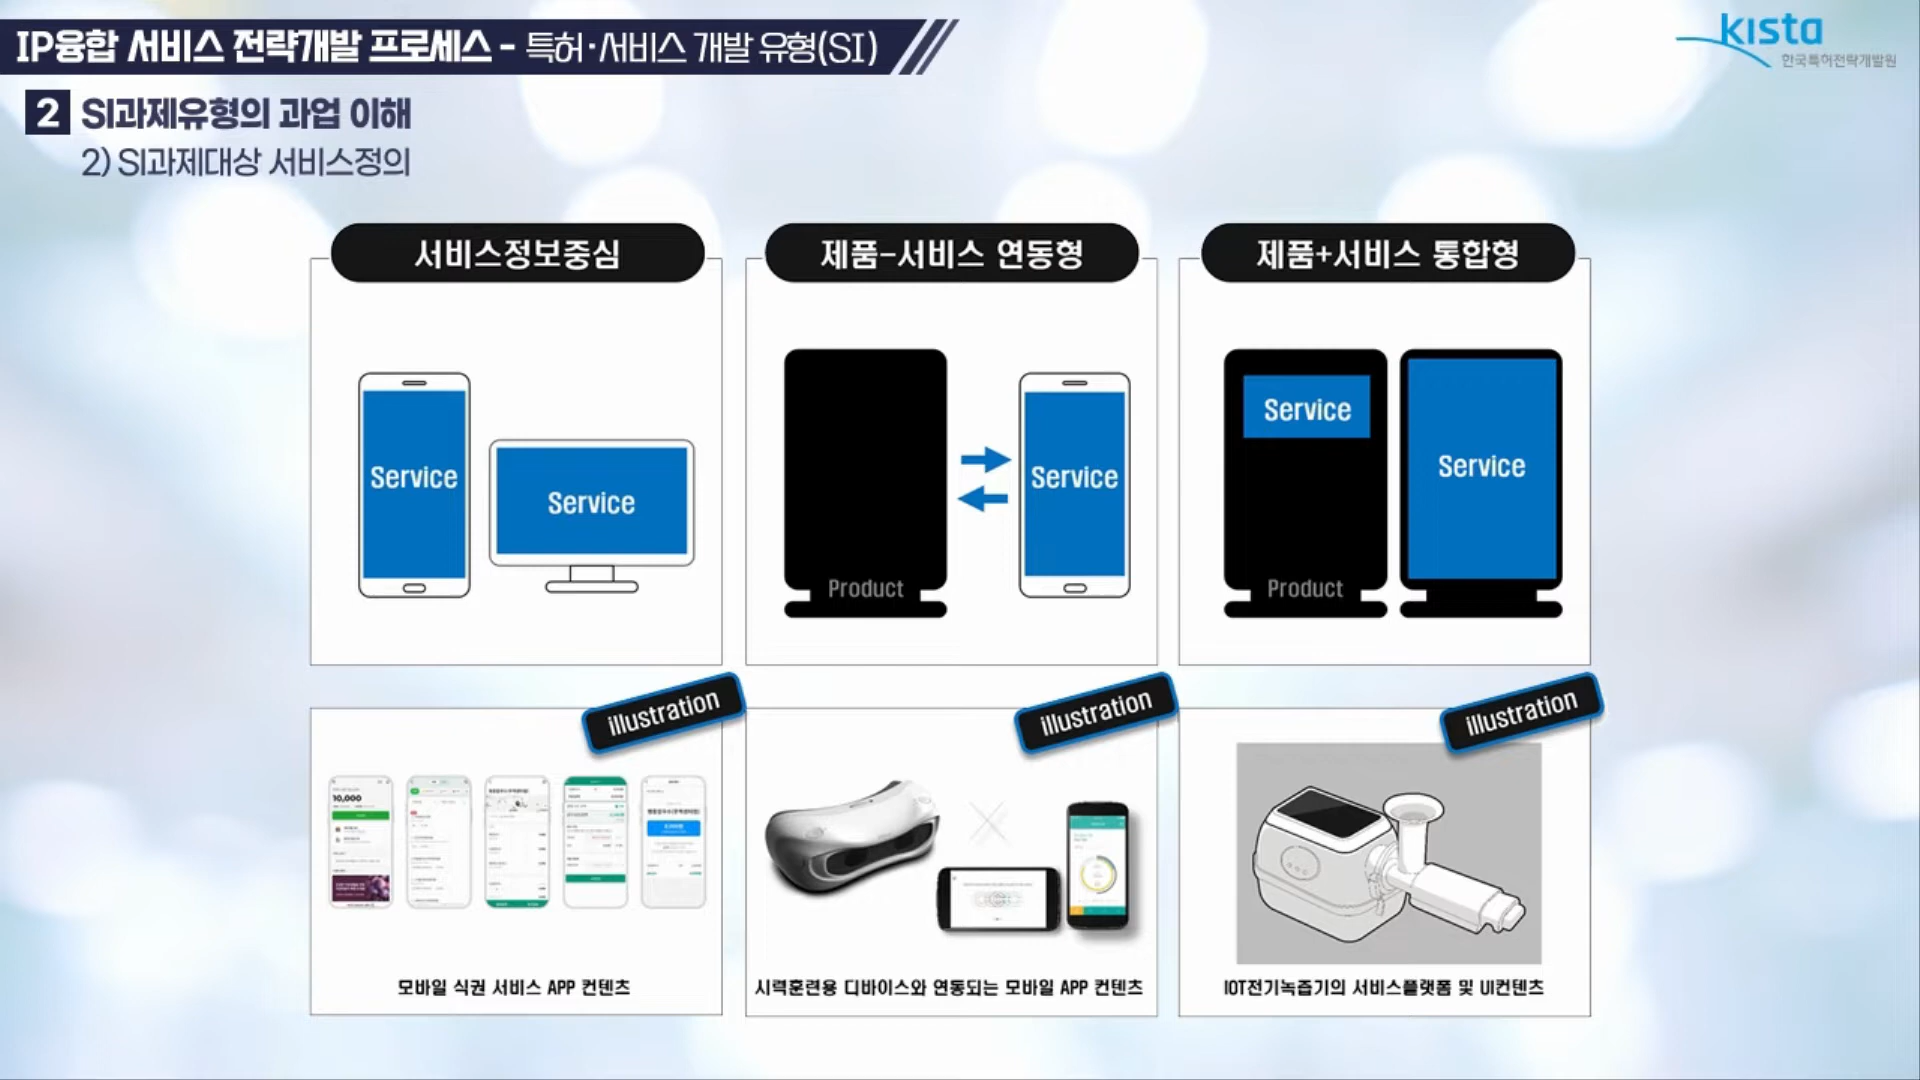 IP융합 서비스 전략개발 프로세스 - 특허·서비스 개발 유형(SI)
kista
한국특허전략개발원
2 SI과제유형의 과업 이해
2) SI과제대상 서비스정의
서비스정보중심
제품-서비스 연동형
제품+서비스 통합형
Service
Service
Product
Service
Service
Product
Service
illustration
illustration
illustration
10,000
모바일 식권 서비스 APP 컨텐츠
시력훈련용 디바이스와 연동되는 모바일 APP 컨텐츠
IOT전기녹즙기의 서비스플랫폼 및 UI컨텐츠